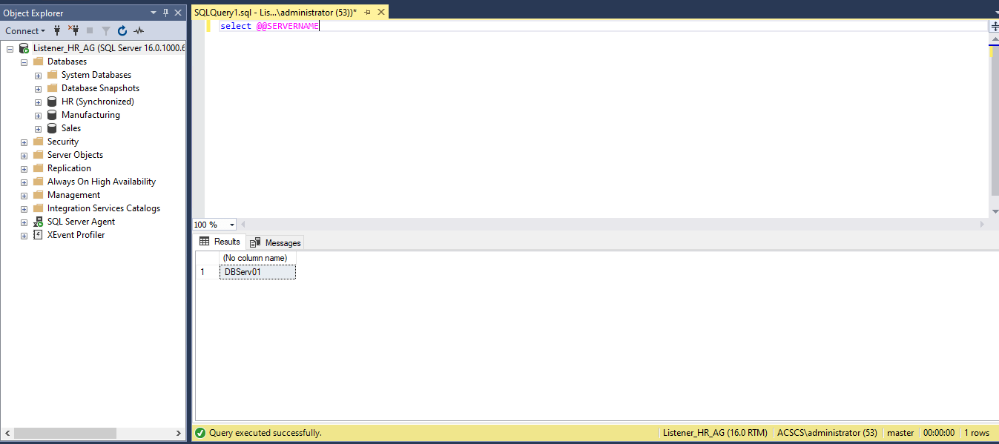 Object Explorer
Connect
Listener_HR_AG (SQL Server 16.0.1000.6
Databases
System Databases
Database Snapshots
HR (Synchronized)
Manufacturing
Sales
Security
Server Objects
Replication
Always On High Availability
Management
Integration Services Catalogs
SQL Server Agent
XEvent Profiler
SQLQuery1.sql - Lis...\administrator (53))*
select @@SERVERNAME
100 %
Results Messages
(No column name)
1 DBServ01
Query executed successfully. Listener_HR_AG (16.0 RTM) ACSCS\administrator (53) master 00:00:00 1 rows